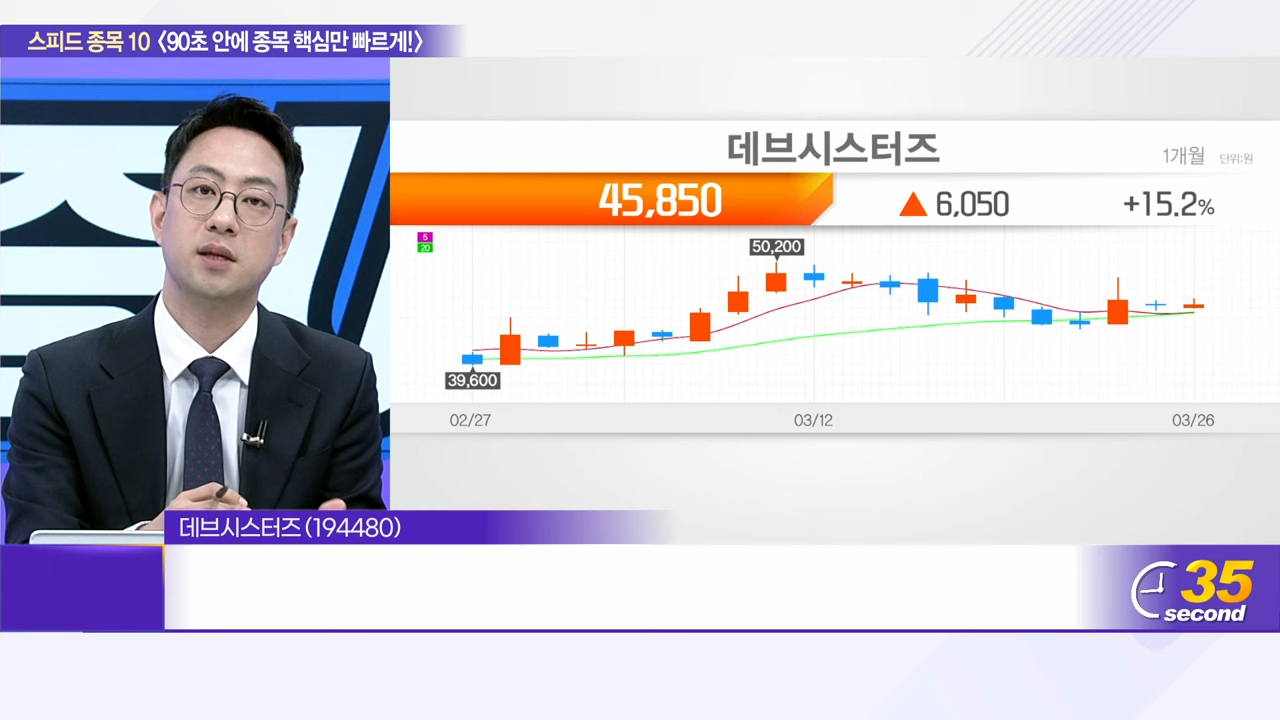 스피드 종목 10 〈90초 안에 종목 핵심만 빠르게!〉
데브시스터즈
1개월 단위:원
45,850 ▲ 6,050 +15.2%
5
20
50,200
39,600
02/27 03/12 03/26
데브시스터즈(194480)
35
second